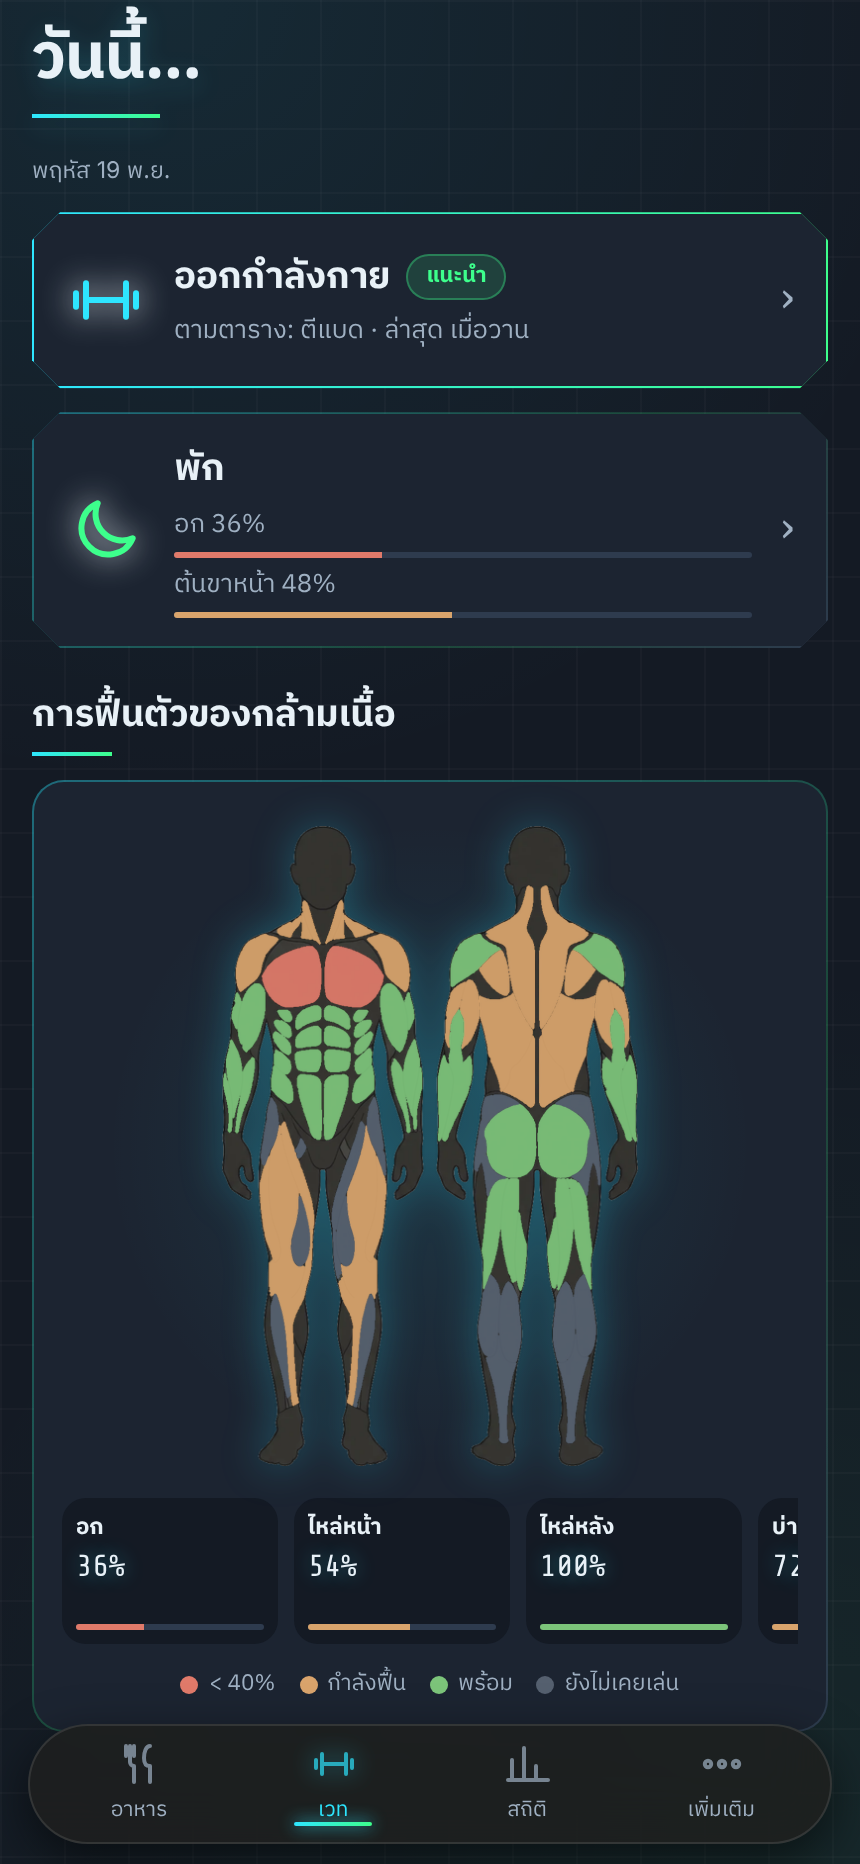 วันนี้...
พฤหัส 19 พ.ย.
ออกกำลังกาย แนะนำ
ตามตาราง: ตีแบด · ล่าสุด เมื่อวาน
พัก
อก 36%
ต้นขาหน้า 48%
การฟื้นตัวของกล้ามเนื้อ
อก ไหล่หน้า ไหล่หลัง บ่า
36% 54% 100% 72
< 40% กำลังฟื้น พร้อม ยังไม่เคยเล่น
อาหาร เวท สถิติ เพิ่มเติม